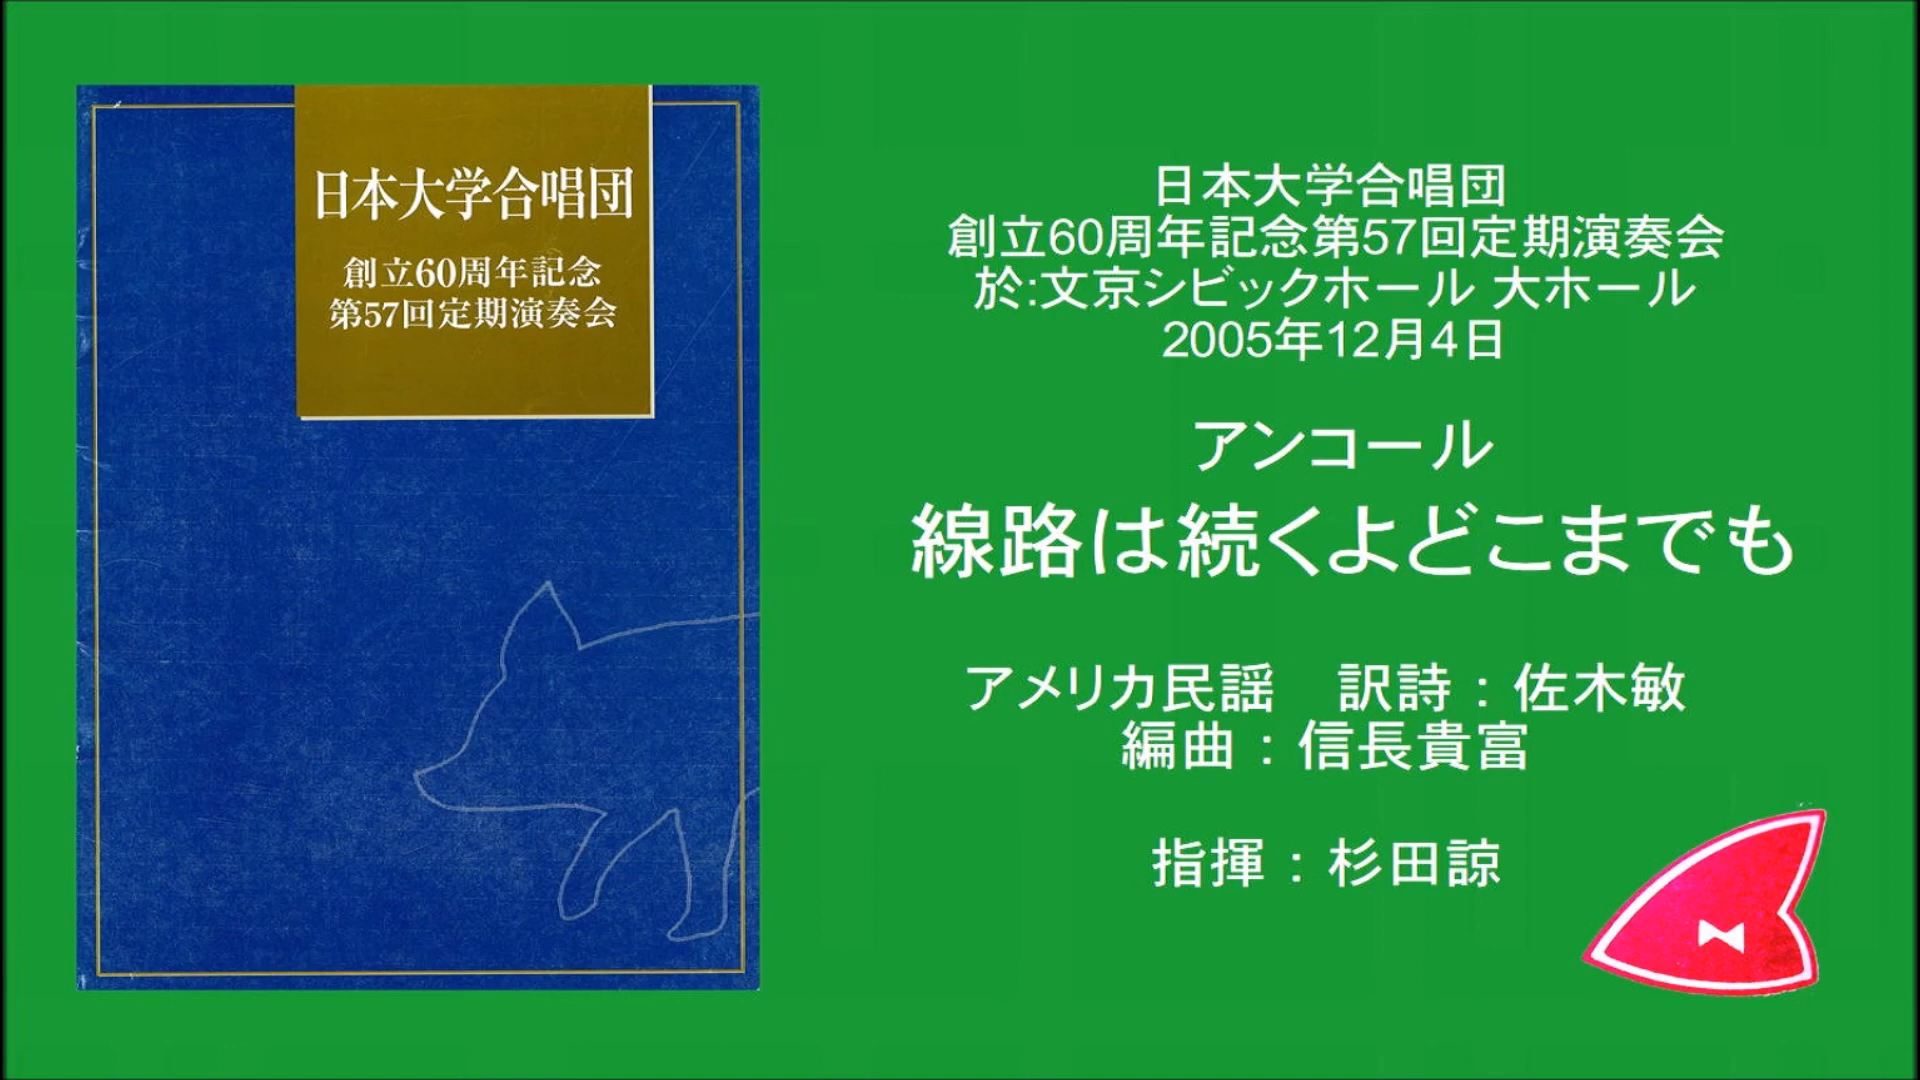 日本大学合唱団
創立60周年記念
第57回定期演奏会
日本大学合唱団
創立60周年記念第57回定期演奏会
於:文京シビックホール 大ホール
2005年12月4日
アンコール
線路は続くよどこまでも
アメリカ民謡　訳詩：佐木敏
編曲：信長貴富
指揮：杉田諒